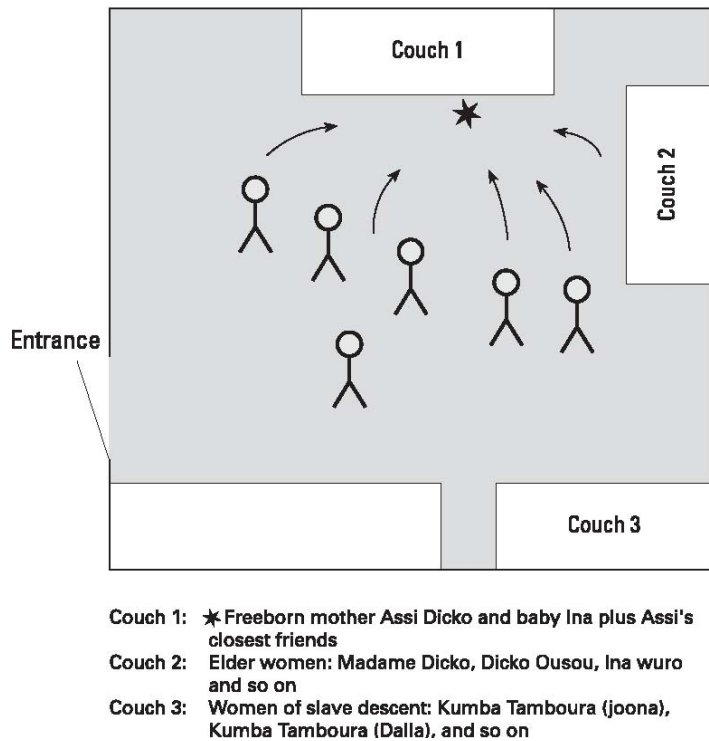 Couch 1
Couch 2
Entrance
Couch 3
Couch 1: ★ Freeborn mother Assi Dicko and baby Ina plus Assi's
closest friends
Couch 2: Elder women: Madame Dicko, Dicko Ousou, Ina wuro
and so on
Couch 3: Women of slave descent: Kumba Tamboura (joona),
Kumba Tamboura (Dalla), and so on